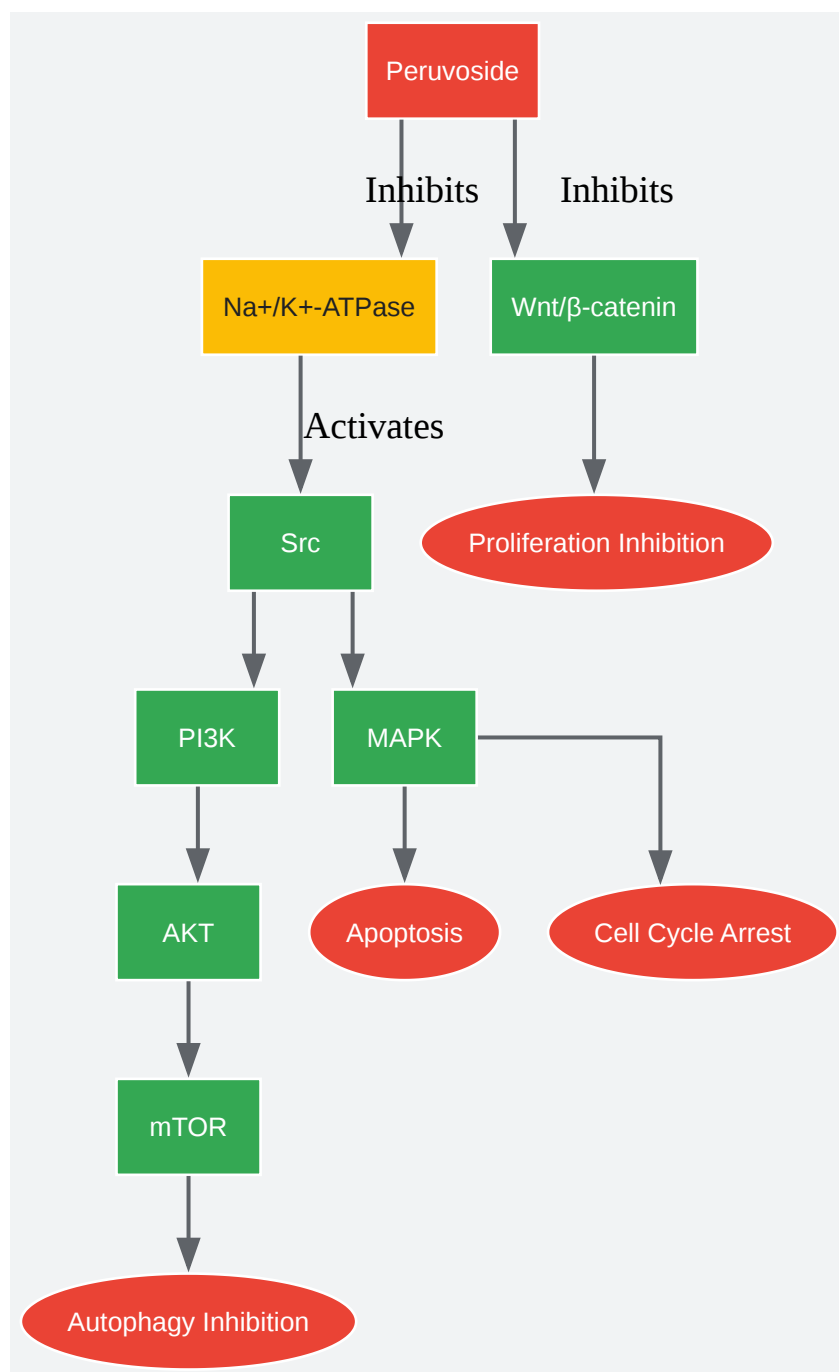 Peruvoside
Inhibits
Inhibits
Na+/K+-ATPase
Wnt/β-catenin
Activates
Src
Proliferation Inhibition
PI3K
MAPK
AKT
Apoptosis
Cell Cycle Arrest
mTOR
Autophagy Inhibition